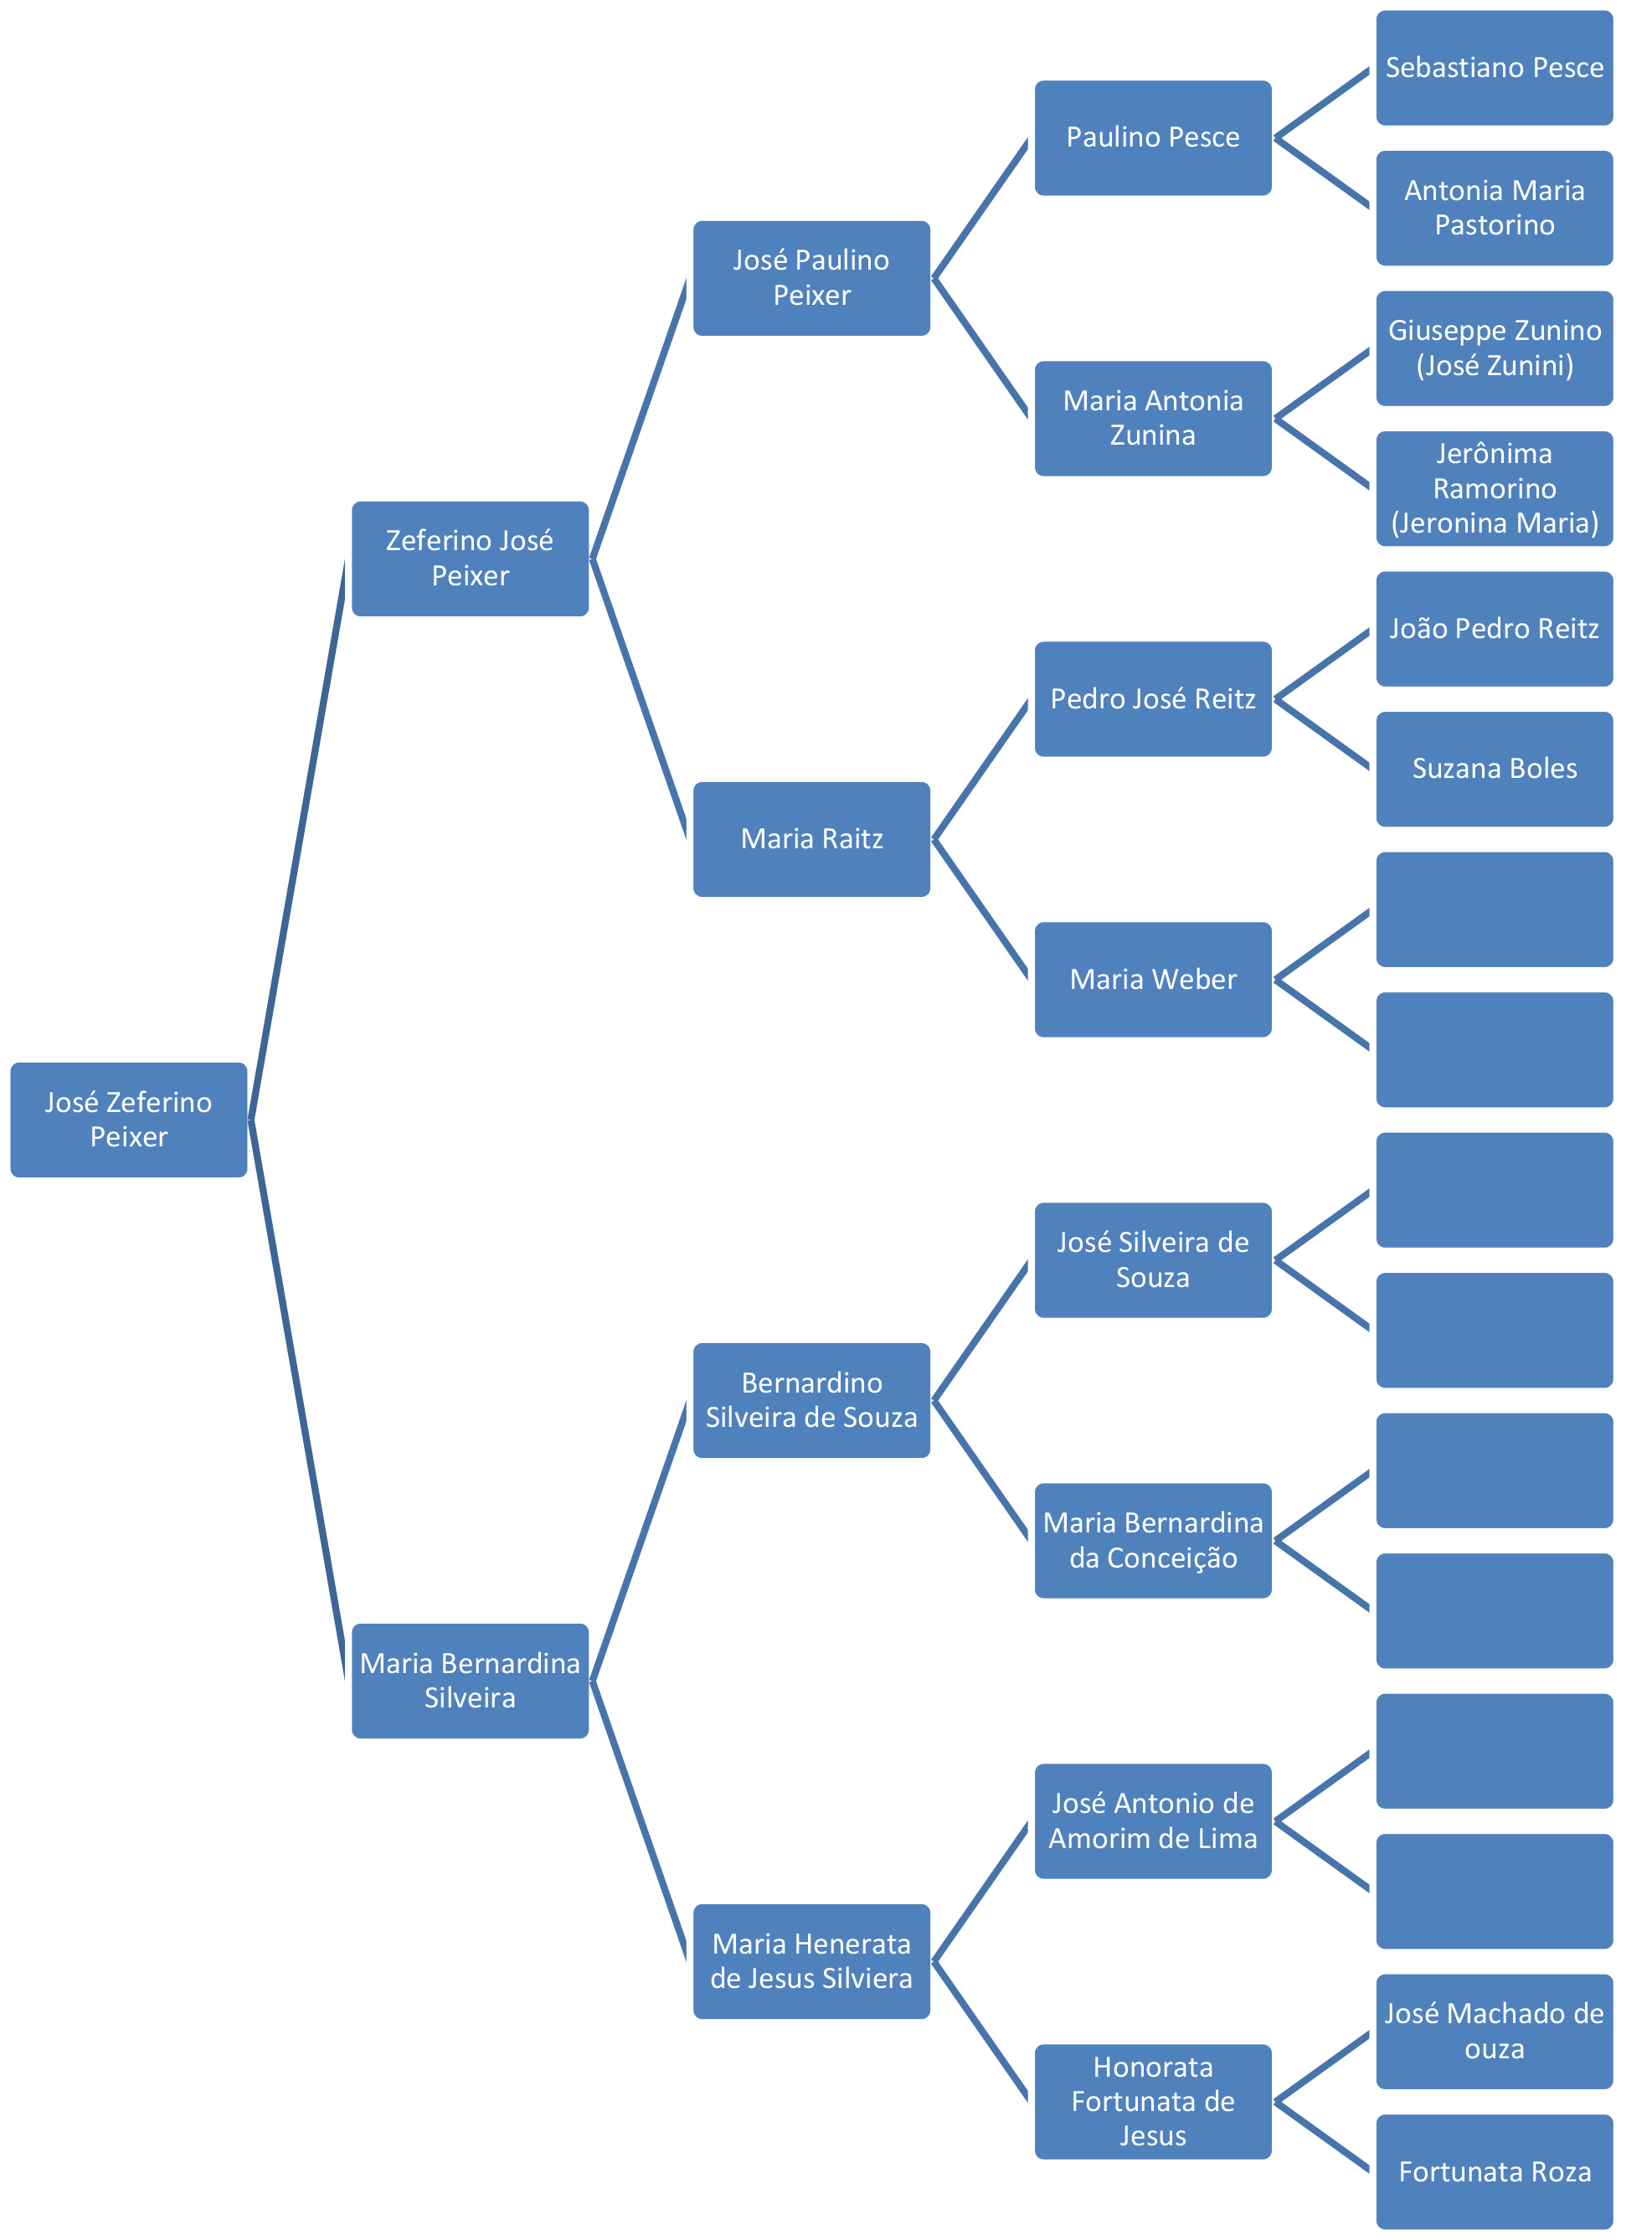 Sebastiano Pesce
Paulino Pesce
Antonia Maria
Pastorino
José Paulino
Peixer
Giuseppe Zunino
(José Zunini)
Maria Antonia
Zunina
Jerônima
Ramorino
(Jeronina Maria)
Zeferino José
Peixer
João Pedro Reitz
Pedro José Reitz
Suzana Boles
Maria Raitz
Maria Weber
José Zeferino
Peixer
José Silveira de
Souza
Bernardino
Silveira de Souza
Maria Bernardina
da Conceição
Maria Bernardina
Silveira
José Antonio de
Amorim de Lima
Maria Henerata
de Jesus Silviera
José Machado de
ouza
Honorata
Fortunata de
Jesus
Fortunata Roza